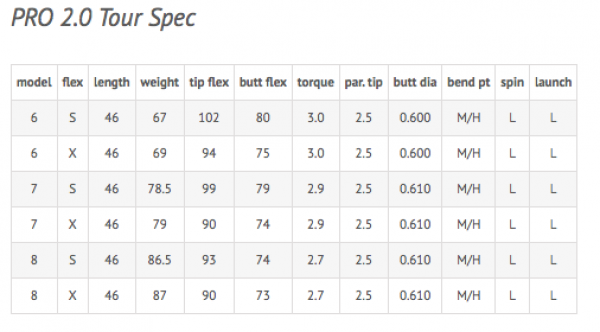 PRO 2.0 Tour Spec
model flex length weight tip flex butt flex torque par. tip butt dia bend pt spin launch
6 S 46 67 102 80 3.0 2.5 0.600 M/H L L
6 X 46 69 94 75 3.0 2.5 0.600 M/H L L
7 S 46 78.5 99 79 2.9 2.5 0.610 M/H L L
7 X 46 79 90 74 2.9 2.5 0.610 M/H L L
8 S 46 86.5 93 74 2.7 2.5 0.610 M/H L L
8 X 46 87 90 73 2.7 2.5 0.610 M/H L L